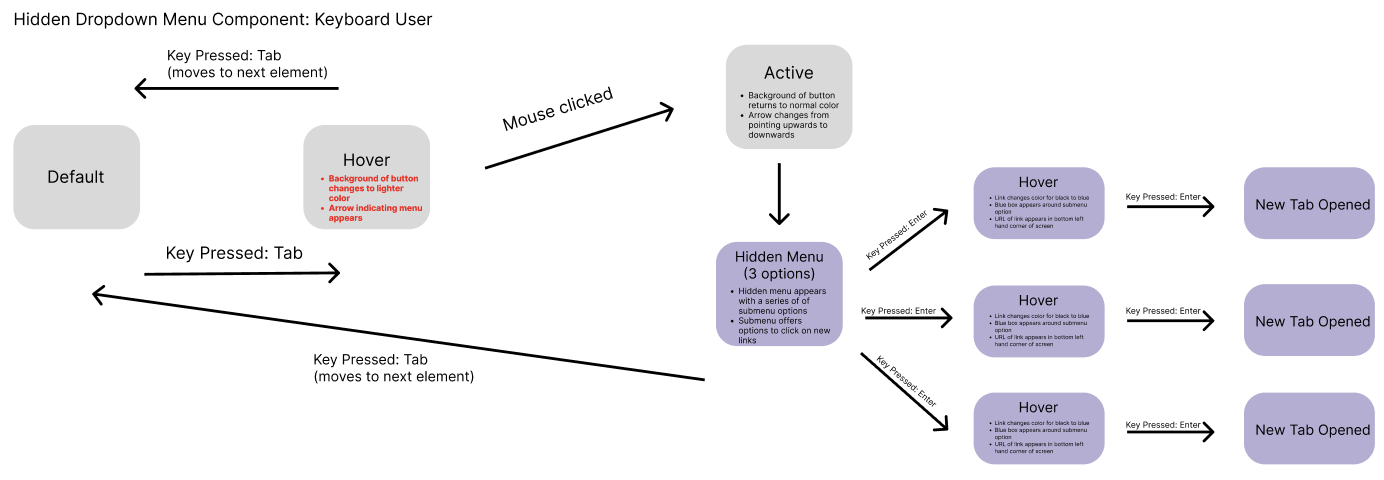 Hidden Dropdown Menu Component: Keyboard User
Key Pressed: Tab
(moves to next element)
Default
Hover
• Background of button
changes to lighter
color
• Arrow indicating menu
appears
Key Pressed: Tab
Mouse clicked
Active
• Background of button
returns to normal color
• Arrow changes from
pointing upwards to
downwards
Hidden Menu
(3 options)
• Hidden menu appears
with a series of of
submenu options
• Submenu offers
options to click on new
links
Key Pressed: Tab
(moves to next element)
Key Pressed: Enter
Hover
• Link changes color for black to blue
• Blue box appears around submenu
option
• URL of link appears in bottom left
hand corner of screen
Key Pressed: Enter
New Tab Opened
Key Pressed: Enter
Hover
• Link changes color for black to blue
• Blue box appears around submenu
option
• URL of link appears in bottom left
hand corner of screen
Key Pressed: Enter
New Tab Opened
Key Pressed: Enter
Hover
• Link changes color for black to blue
• Blue box appears around submenu
option
• URL of link appears in bottom left
hand corner of screen
Key Pressed: Enter
New Tab Opened